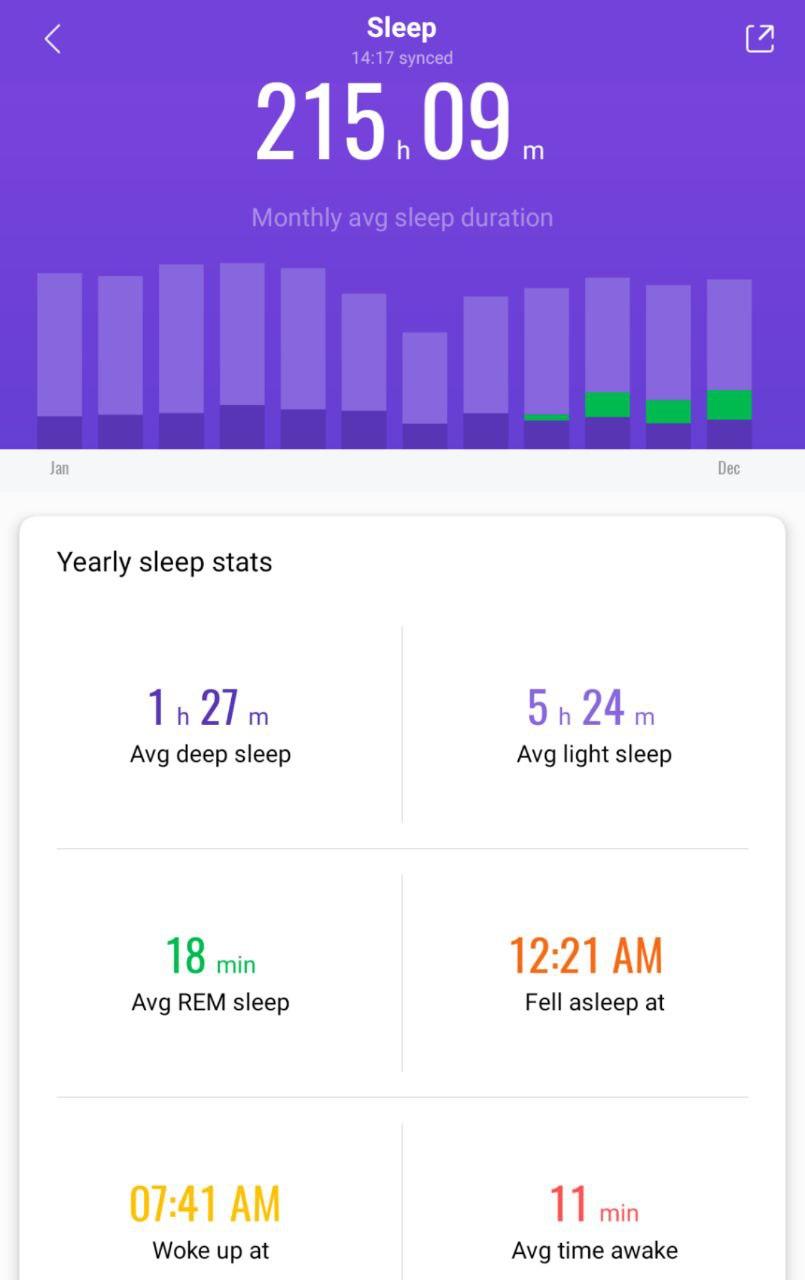 Sleep
14:17 synced
215 h 09 m
Monthly avg sleep duration
Jan Dec
Yearly sleep stats
1 h 27 m 5 h 24 m
Avg deep sleep Avg light sleep
18 min 12:21 AM
Avg REM sleep Fell asleep at
07:41 AM 11 min
Woke up at Avg time awake